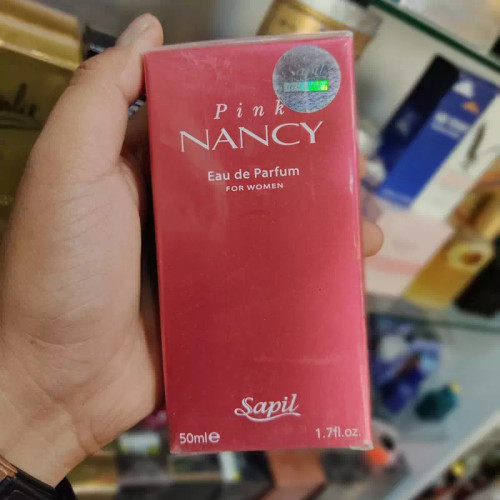 Pink
NANCY
Eau de Parfum
FOR WOMEN
Sapil
50ml℮ 1.7fl.oz.